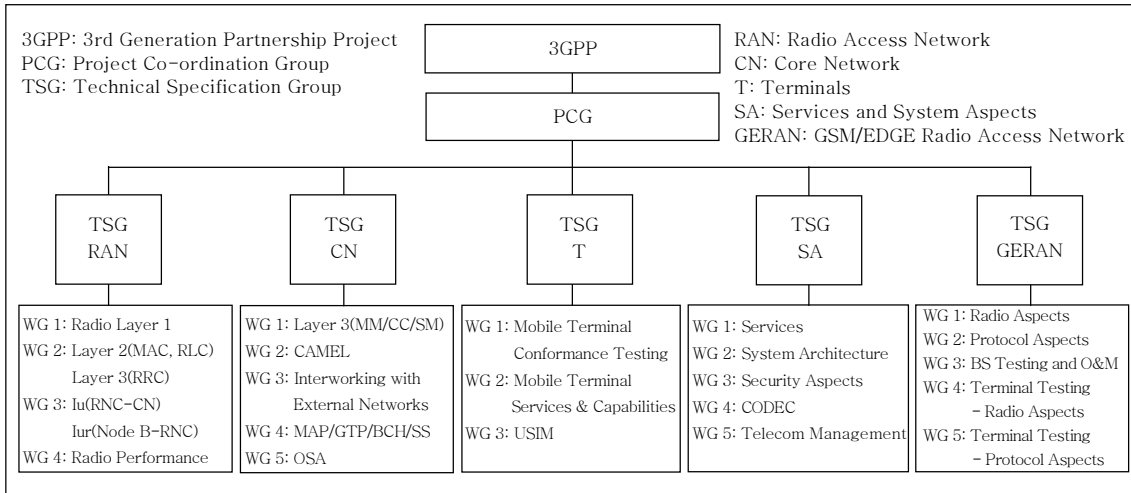 3GPP: 3rd Generation Partnership Project
PCG: Project Co-ordination Group
TSG: Technical Specification Group
3GPP
PCG
RAN: Radio Access Network
CN: Core Network
T: Terminals
SA: Services and System Aspects
GERAN: GSM/EDGE Radio Access Network
TSG
RAN
TSG
CN
TSG
T
TSG
SA
TSG
GERAN
WG 1: Radio Layer 1
WG 2: Layer 2(MAC, RLC)
Layer 3(RRC)
WG 3: Iu(RNC-CN)
Iur(Node B-RNC)
WG 4: Radio Performance
WG 1: Layer 3(MM/CC/SM)
WG 2: CAMEL
WG 3: Interworking with
External Networks
WG 4: MAP/GTP/BCH/SS
WG 5: OSA
WG 1: Mobile Terminal
Conformance Testing
WG 2: Mobile Terminal
Services & Capabilities
WG 3: USIM
WG 1: Services
WG 2: System Architecture
WG 3: Security Aspects
WG 4: CODEC
WG 5: Telecom Management
WG 1: Radio Aspects
WG 2: Protocol Aspects
WG 3: BS Testing and O&M
WG 4: Terminal Testing
- Radio Aspects
WG 5: Terminal Testing
- Protocol Aspects